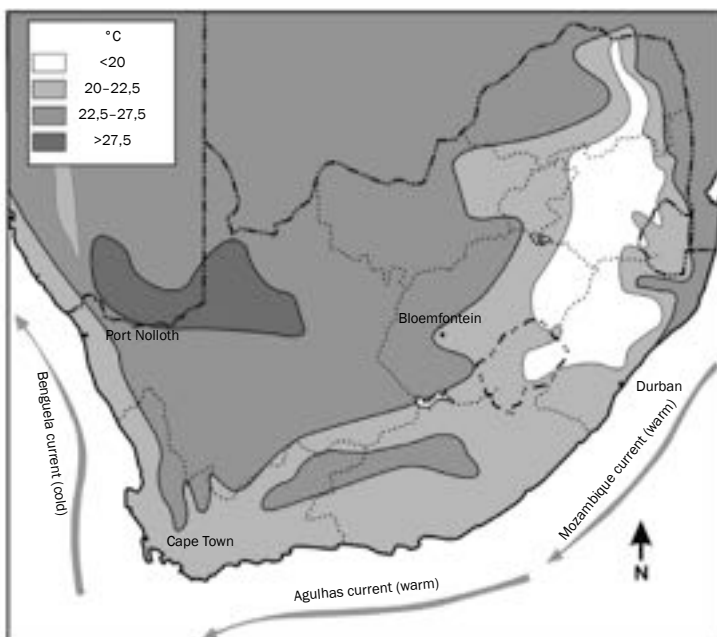 °C
<20
20–22,5
22,5–27,5
>27,5
Port Nolloth
Bloemfontein
Durban
Benguela current (cold)
Mozambique current (warm)
Cape Town
N
Agulhas current (warm)